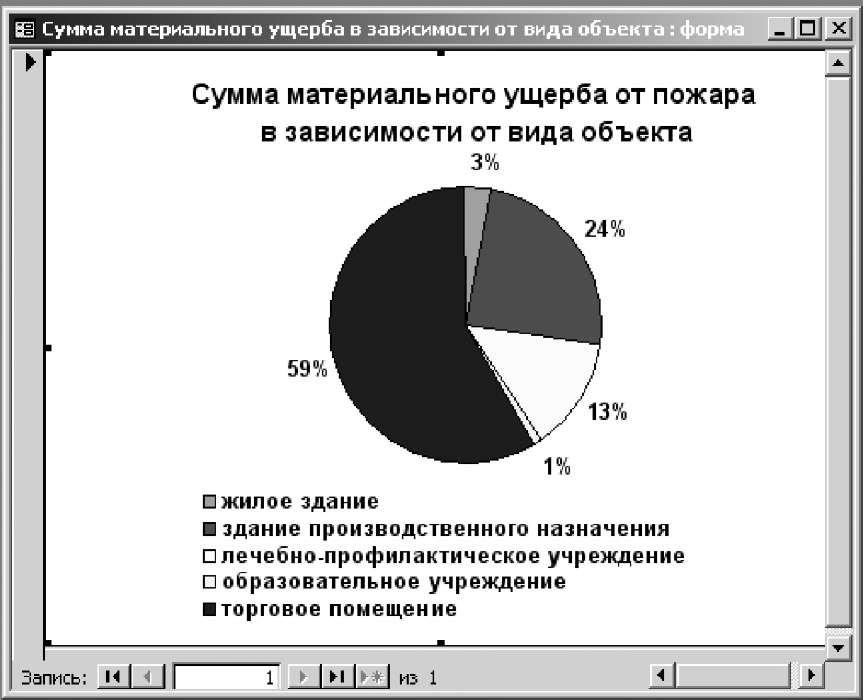 Сумма материального ущерба в зависимости от вида объекта : форма
Сумма материального ущерба от пожара
в зависимости от вида объекта
3%
24%
59%
13%
1%
жилое здание
здание производственного назначения
лечебно-профилактическое учреждение
образовательное учреждение
торговое помещение
Запись: 1 из 1